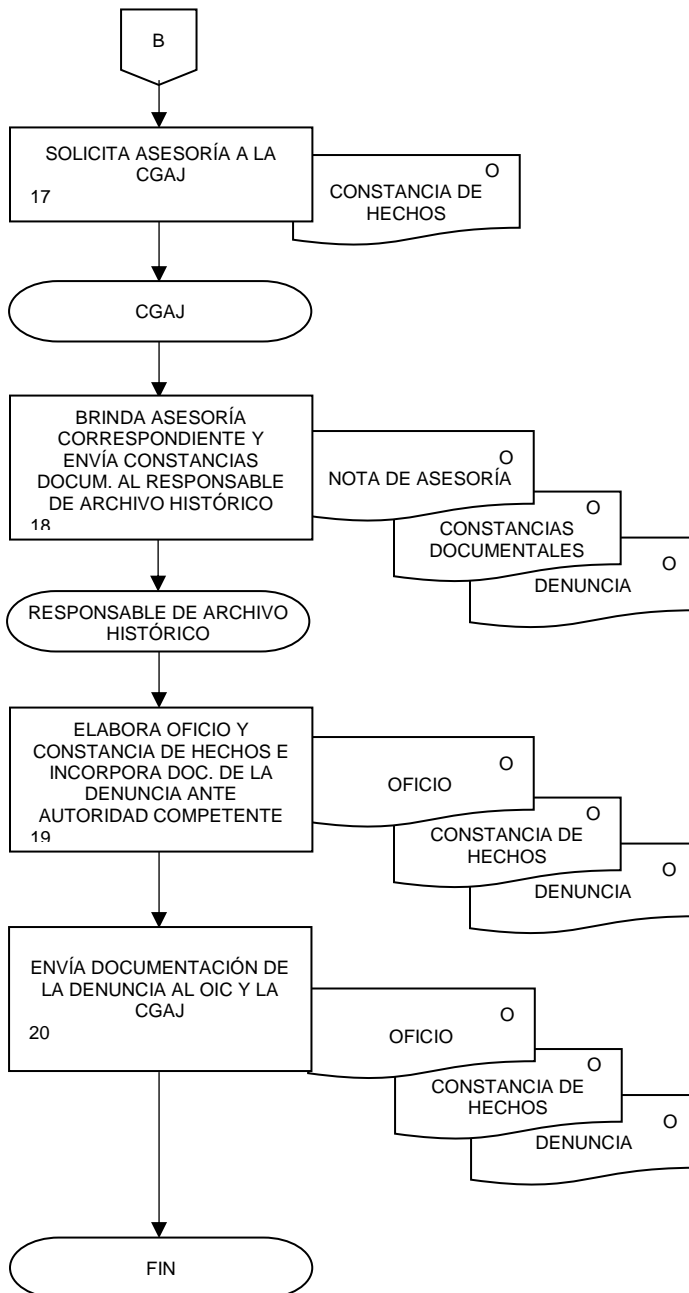 B
SOLICITA ASESORÍA A LA
CGAJ
17
O
CONSTANCIA DE
HECHOS
CGAJ
BRINDA ASESORÍA
CORRESPONDIENTE Y
ENVÍA CONSTANCIAS
DOCUM. AL RESPONSABLE
DE ARCHIVO HISTÓRICO
18
O
NOTA DE ASESORÍA
O
CONSTANCIAS
DOCUMENTALES
O
DENUNCIA
RESPONSABLE DE ARCHIVO
HISTÓRICO
ELABORA OFICIO Y
CONSTANCIA DE HECHOS E
INCORPORA DOC. DE LA
DENUNCIA ANTE
AUTORIDAD COMPETENTE
19
O
OFICIO
O
CONSTANCIA DE
HECHOS
O
DENUNCIA
ENVÍA DOCUMENTACIÓN DE
LA DENUNCIA AL OIC Y LA
CGAJ
20
O
OFICIO
O
CONSTANCIA DE
HECHOS
O
DENUNCIA
FIN